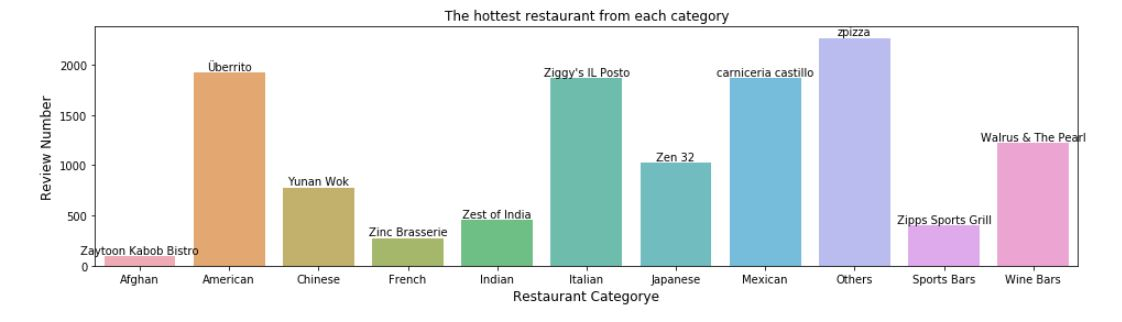 The hottest restaurant from each category
Review Number
2000
1500
1000
500
0
Zaytoon Kabob Bistro
Überrito
Yunan Wok
Zinc Brasserie
Zest of India
Ziggy's IL Posto
Zen 32
carniceria castillo
zpizza
Zipps Sports Grill
Walrus & The Pearl
Afghan American Chinese French Indian Italian Japanese Mexican Others Sports Bars Wine Bars
Restaurant Categorye